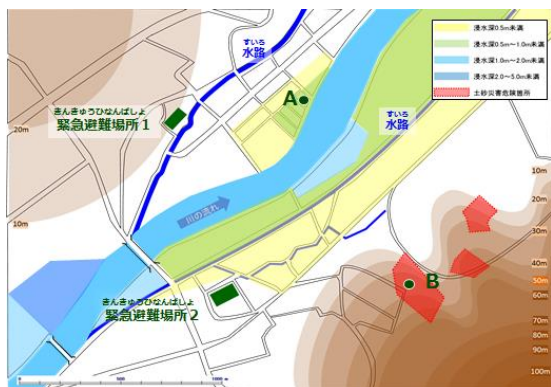 浸水深0.5m未満
浸水深0.5m~1.0m未満
浸水深1.0m~2.0m未満
浸水深2.0~5.0m未満
土砂災害危険箇所
すいろ
水路
A
きんきゅうひなんばしょ
緊急避難場所1
すいろ
水路
20m
10m
川の流れ
10m
20m
30m
40m
50m
60m
70m
80m
90m
100m
B
きんきゅうひなんばしょ
緊急避難場所2
0
500
1000 m